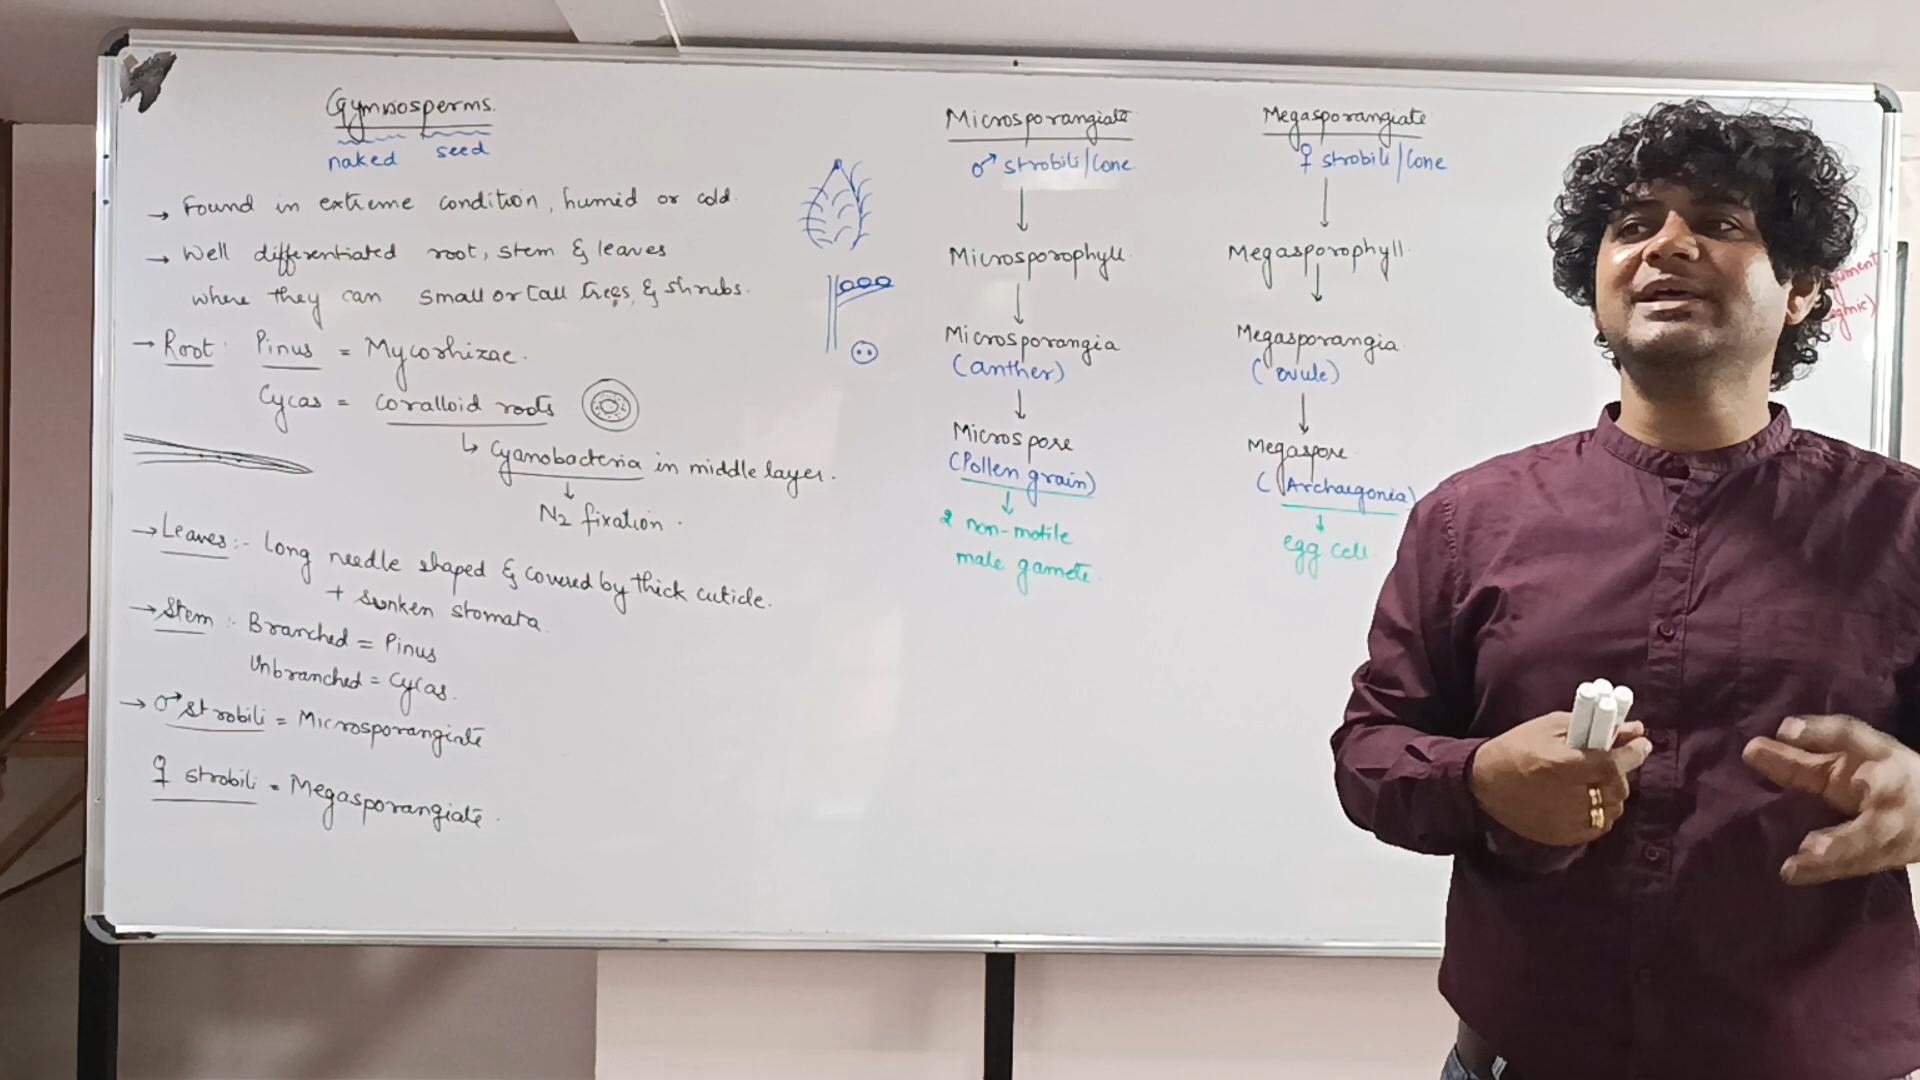 Gymnosperms.
naked seed
→ Found in extreme condition, humid or cold.
→ Well differentiated root, stem & leaves
where they can small or tall trees, & shrubs.
→ Root: Pinus = Mycorhizae.
Cycas = coralloid roots
↳ Cyanobacteria in middle layer.
↓
N2 fixation.
→ Leaves:- Long needle shaped & covered by thick cuticle.
+ sunken stomata
→ Stem:- Branched = Pinus
Unbranched = Cycas.
→ ♂ strobili = Microsporangiate
♀ strobili = Megasporangiate.
Microsporangiate
♂ strobili/Cone
↓
Microsporophyll
↓
Microsporangia
(anther)
↓
Microspore
(Pollen grain)
↓
2 non-motile
male gamete.
Megasporangiate
♀ strobili/Cone
↓
Megasporophyll
↓
Megasporangia
(ovule)
↓
Megaspore
(Archaegonia)
↓
egg cell